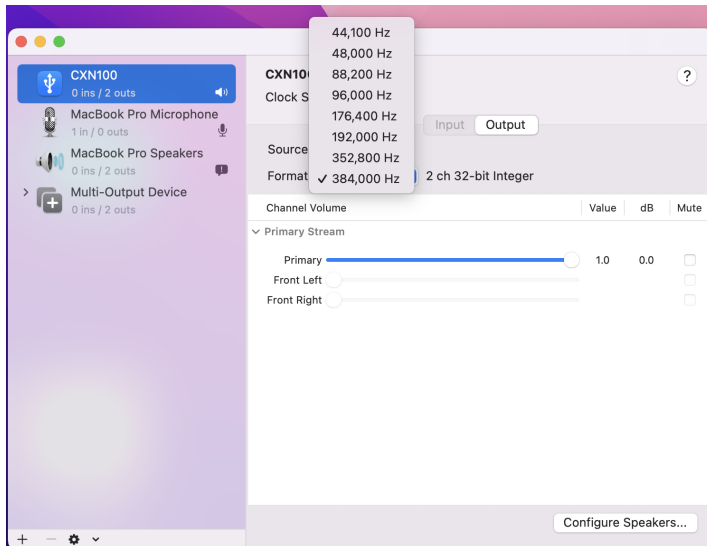 CXN100
0 ins / 2 outs
MacBook Pro Microphone
1 in / 0 outs
MacBook Pro Speakers
0 ins / 2 outs
Multi-Output Device
0 ins / 2 outs
44,100 Hz
48,000 Hz
88,200 Hz
96,000 Hz
176,400 Hz
192,000 Hz
352,800 Hz
✓ 384,000 Hz
?
Input Output
Source
Format
2 ch 32-bit Integer
Channel Volume Value dB Mute
Primary Stream
Primary 1.0 0.0
Front Left
Front Right
Configure Speakers...